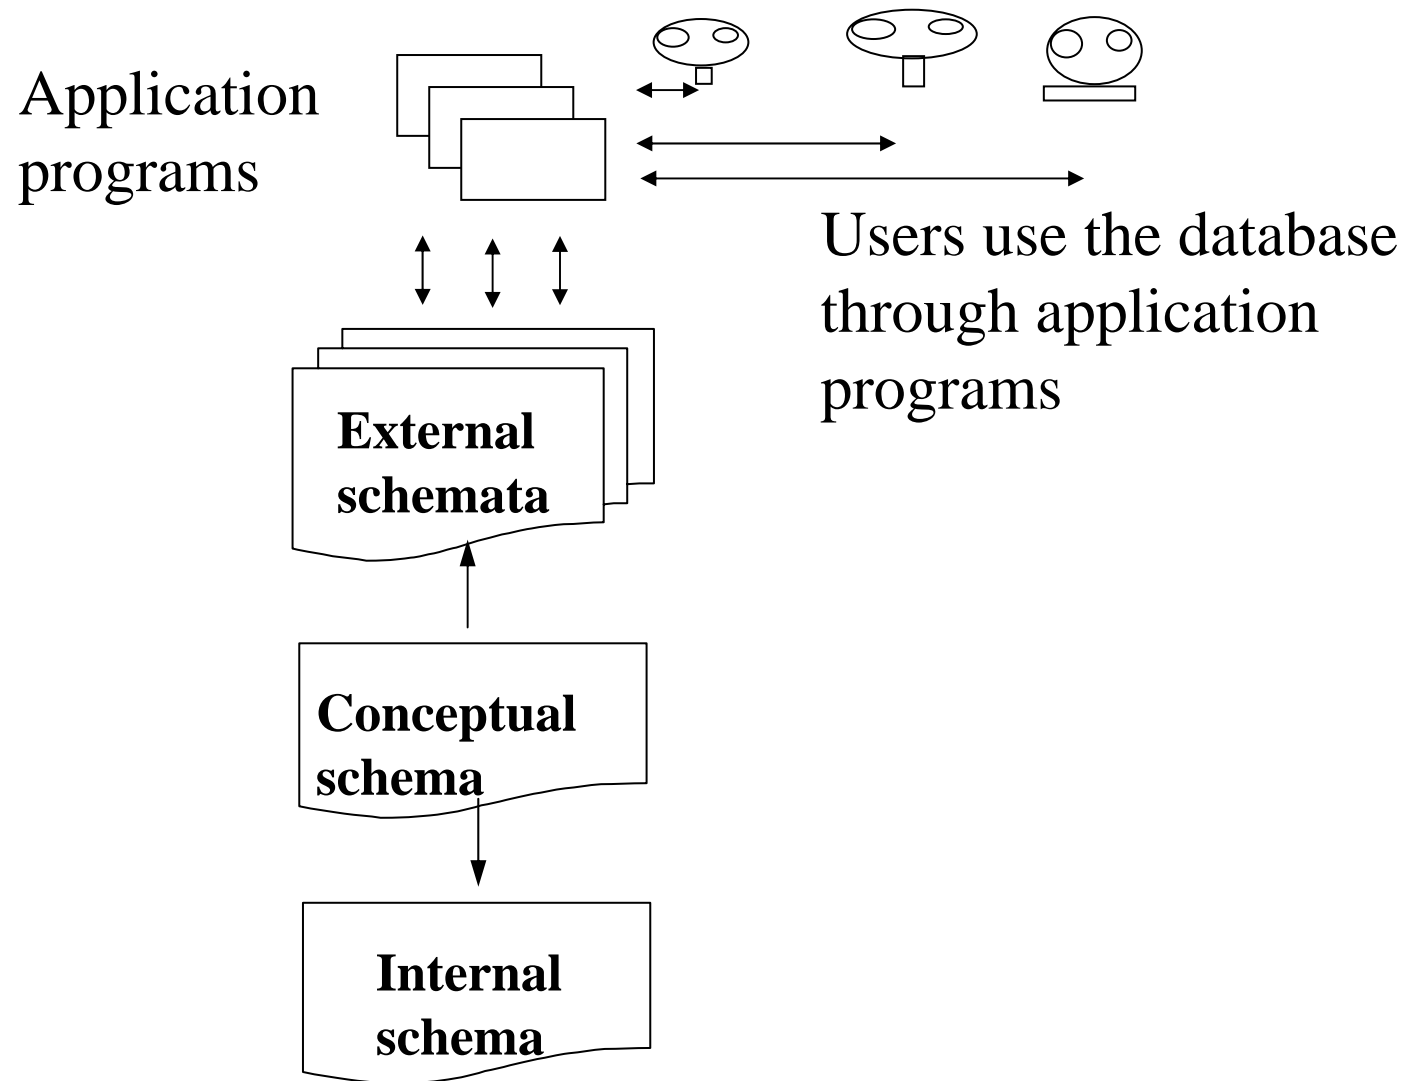 Application
programs
Users use the database
through application
programs
External
schemata
Conceptual
schema
Internal
schema